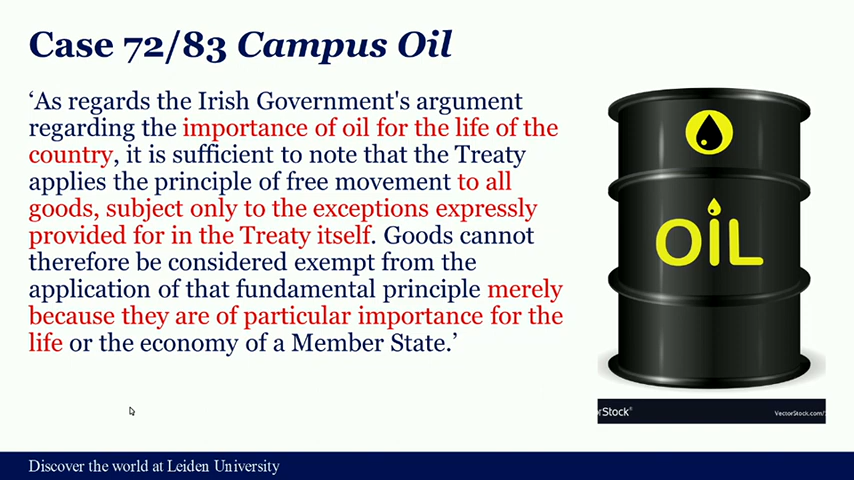 Case 72/83 Campus Oil
‘As regards the Irish Government's argument
regarding the importance of oil for the life of the
country, it is sufficient to note that the Treaty
applies the principle of free movement to all
goods, subject only to the exceptions expressly
provided for in the Treaty itself. Goods cannot
therefore be considered exempt from the
application of that fundamental principle merely
because they are of particular importance for the
life or the economy of a Member State.’
OiL
rStock®
VectorStock.com/
Discover the world at Leiden University